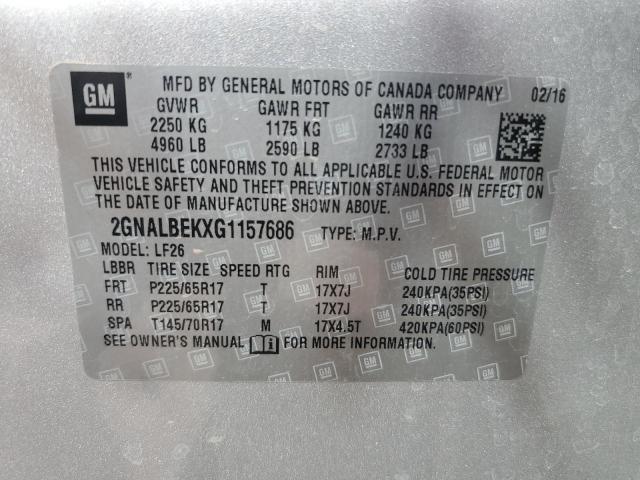 GM
MFD BY GENERAL MOTORS OF CANADA COMPANY 02/16
GVWR GAWR FRT GAWR RR
2250 KG 1175 KG 1240 KG
4960 LB 2590 LB 2733 LB
THIS VEHICLE CONFORMS TO ALL APPLICABLE U.S. FEDERAL MOTOR
VEHICLE SAFETY AND THEFT PREVENTION STANDARDS IN EFFECT ON
THE DATE OF MANUFACTURE SHOWN ABOVE.
2GNALBEKXG1157686 TYPE: M.P.V.
MODEL: LF26
LBBR TIRE SIZE SPEED RTG RIM COLD TIRE PRESSURE
FRT P225/65R17 T 17X7J 240KPA(35PSI)
RR P225/65R17 T 17X7J 240KPA(35PSI)
SPA T145/70R17 M 17X4.5T 420KPA(60PSI)
SEE OWNER'S MANUAL FOR MORE INFORMATION.